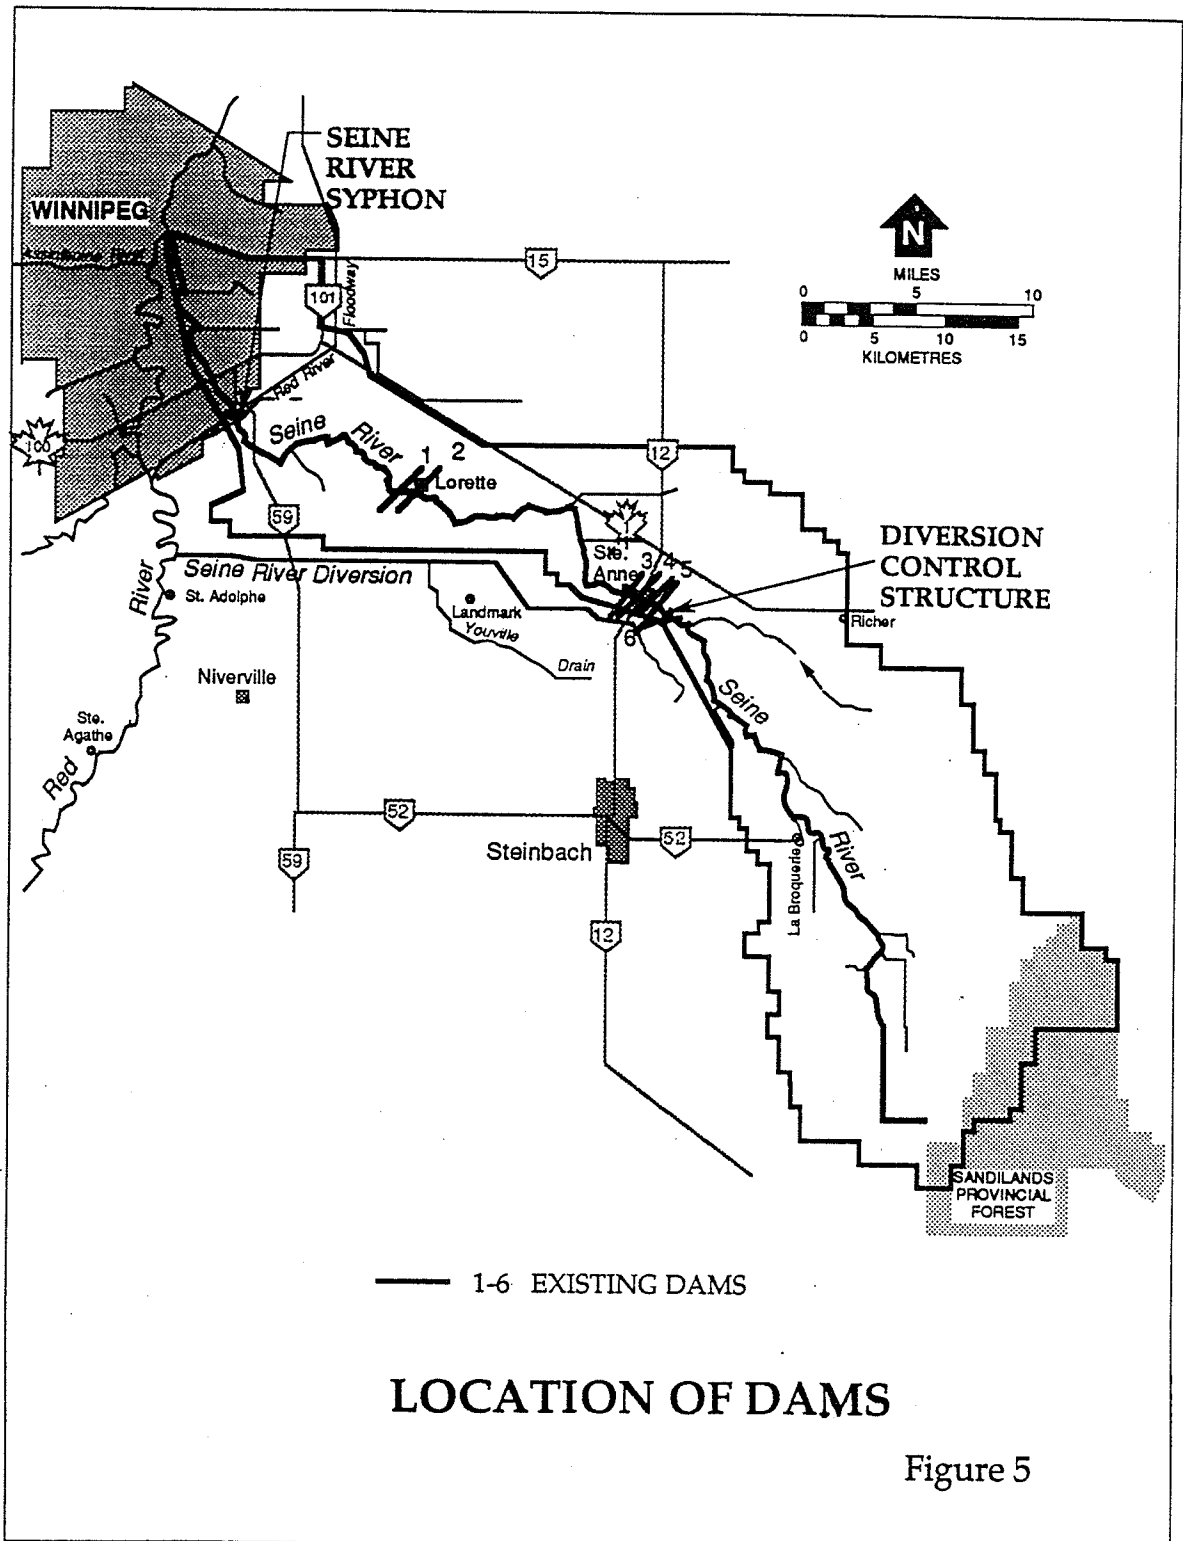 SEINE
RIVER
SYPHON
WINNIPEG
Assiniboine River
N
MILES
0 5 10
0 5 10 15
KILOMETRES
15
101
Floodway
Red River
100
Seine
River
1 2
Lorette
12
59
1
Ste.
Anne
3 4 5
6
DIVERSION
CONTROL
STRUCTURE
Seine River Diversion
River
St. Adolphe
Landmark
Youville
Drain
Richer
Niverville
Ste.
Agathe
Red
Seine
52
52
Steinbach
59
River
La Broquerie
12
SANDILANDS
PROVINCIAL
FOREST
1-6 EXISTING DAMS
LOCATION OF DAMS
Figure 5